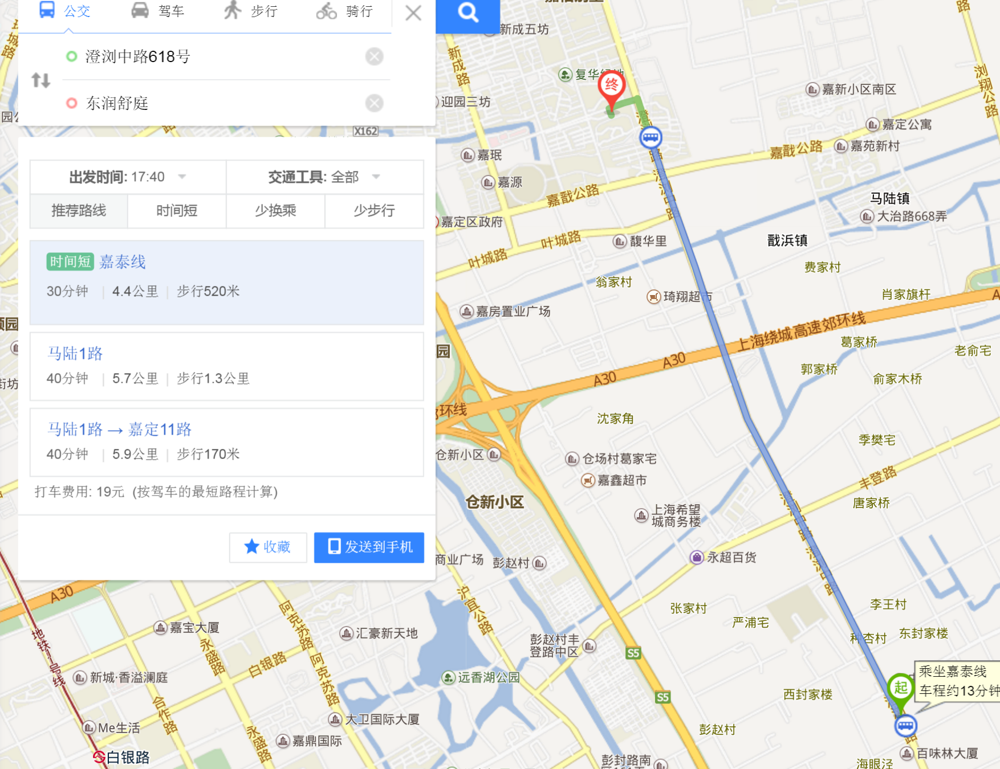 公交
驾车
步行
骑行
澄浏中路618号
东润舒庭
出发时间: 17:40
交通工具: 全部
推荐路线
时间短
少换乘
少步行
时间短 嘉泰线
30分钟 | 4.4公里 | 步行520米
马陆1路
40分钟 | 5.7公里 | 步行1.3公里
马陆1路 → 嘉定11路
40分钟 | 5.9公里 | 步行170米
打车费用: 19元 (按驾车的最短路程计算)
收藏
发送到手机
X162
新成五坊
新成路
复华绿地
终
迎园三坊
嘉新小区南区
浏翔公路
嘉定公寓
嘉苑新村
嘉戬公路
嘉珉
嘉源
嘉戬公路
澄浏中路
马陆镇
大治路668弄
嘉定区政府
叶城路
叶城路
馥华里
戬浜镇
费家村
翁家村
琦翔超市
肖家旗杆
嘉房置业广场
上海绕城高速郊环线
葛家桥
老俞宅
郭家桥
俞家木桥
园
A30
A30
环线
沈家角
季樊宅
仓新小区
仓场村葛家宅
嘉鑫超市
丰登路
仓新小区
唐家桥
上海希望
城商务楼
永超百货
商业广场
彭赵村
澄浏中路
张家村
李王村
严浦宅
种杏村
东封家楼
A30
沪宜公路
阿克苏路
阿克苏路
嘉宝大厦
汇豪新天地
彭赵村丰
登路中区
S5
地铁11号线
永盛路
白银路
新城·香溢澜庭
远香湖公园
S5
西封家楼
起
乘坐嘉泰线
车程约13分钟
合作路
大卫国际大厦
Me生活
永盛路
嘉鼎国际
彭赵村
白银路
百味林大厦
彭封路南
海眼泾